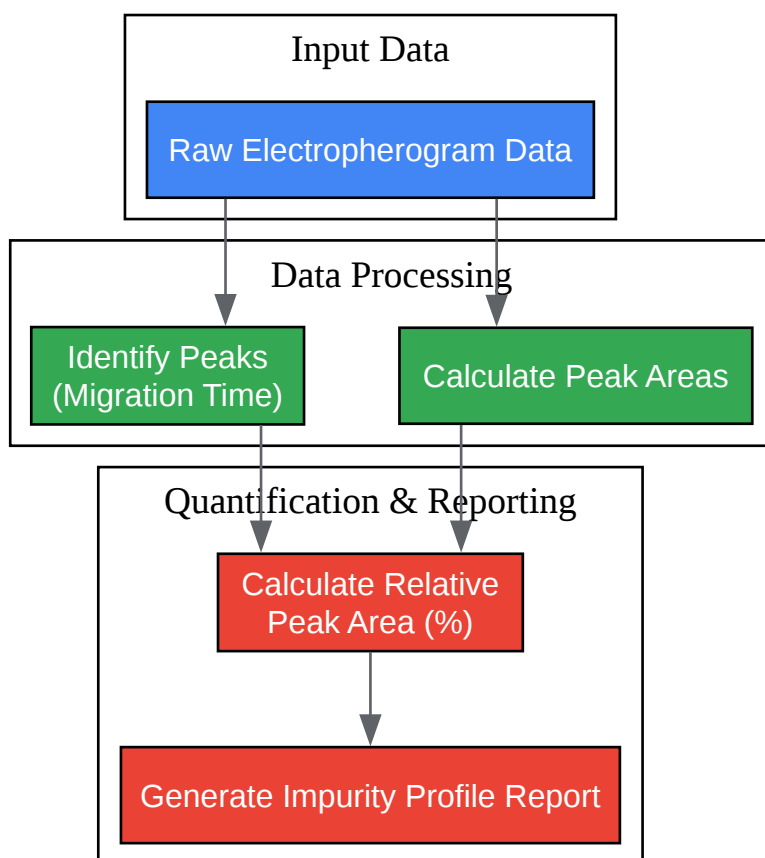 Input Data
Raw Electropherogram Data
Data Processing
Identify Peaks
(Migration Time)
Calculate Peak Areas
Quantification & Reporting
Calculate Relative
Peak Area (%)
Generate Impurity Profile Report